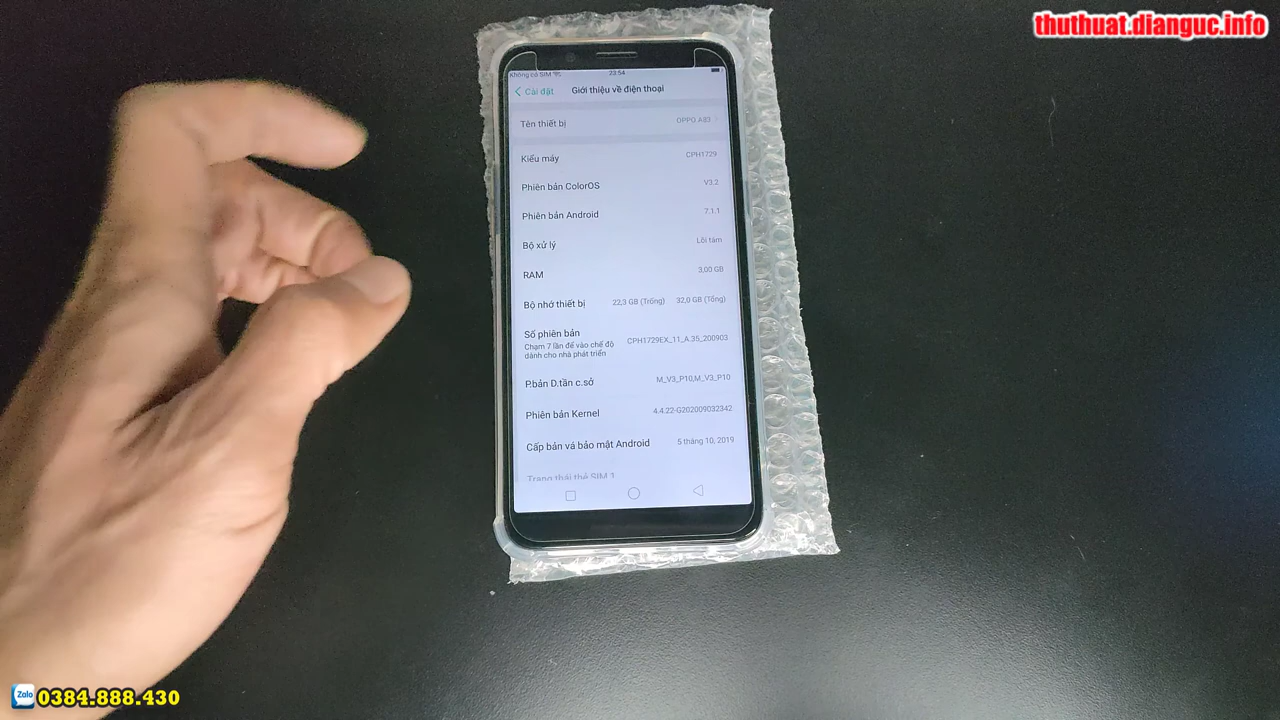 thuthuat.dianguc.info
Không có SIM 23:54
Cài đặt Giới thiệu về điện thoại
Tên thiết bị OPPO A83
Kiểu máy CPH1729
Phiên bản ColorOS V3.2
Phiên bản Android 7.1.1
Bộ xử lý Lõi tám
RAM 3,00 GB
Bộ nhớ thiết bị 22,3 GB (Trống) 32,0 GB (Tổng)
Số phiên bản CPH1729EX_11_A.35_200903
Chạm 7 lần để vào chế độ
dành cho nhà phát triển
P.bản D.tần c.sở M_V3_P10,M_V3_P10
Phiên bản Kernel 4.4.22-G202009032342
Cấp bản vá bảo mật Android 5 tháng 10, 2019
Trạng thái thẻ SIM 1
Zalo 0384.888.430